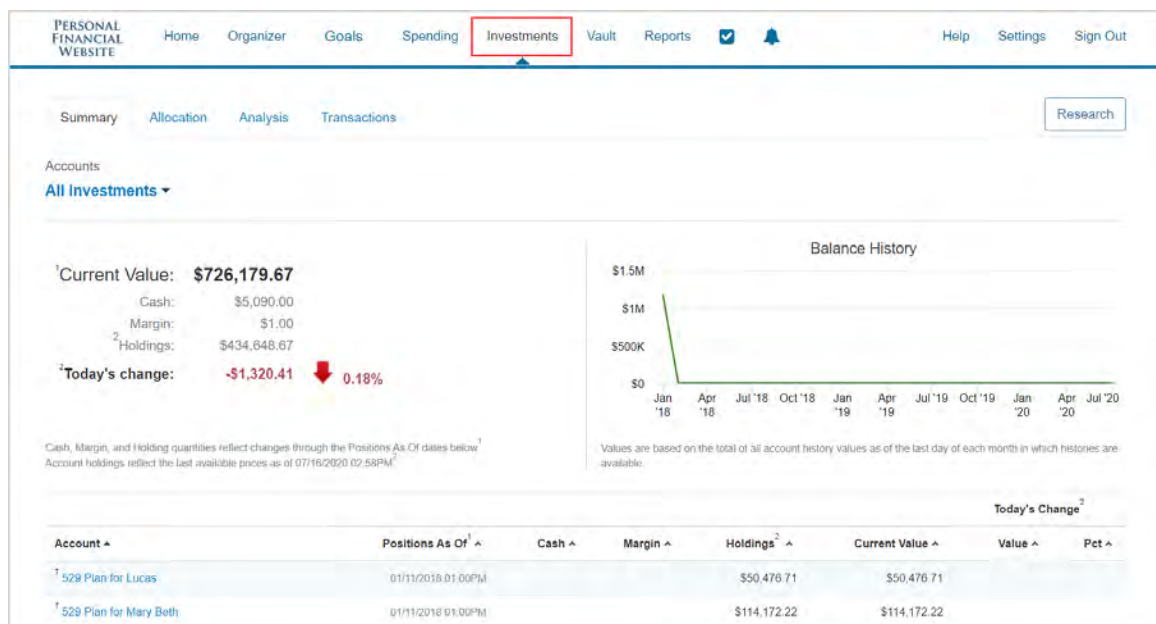 PERSONAL
FINANCIAL
WEBSITE
Home Organizer Goals Spending Investments Vault Reports Help Settings Sign Out
Summary Allocation Analysis Transactions Research
Accounts
All Investments
1Current Value: $726,179.67
Cash: $5,090.00
Margin: $1.00
2Holdings: $434,648.67
2Today's change: -$1,320.41 0.18%
Cash, Margin, and Holding quantities reflect changes through the Positions As Of dates below1
Account holdings reflect the last available prices as of 07/16/2020 02:58PM2
Balance History
$1.5M
$1M
$500K
$0
Jan '18 Apr '18 Jul '18 Oct '18 Jan '19 Apr '19 Jul '19 Oct '19 Jan '20 Apr '20 Jul '20
Values are based on the total of all account history values as of the last day of each month in which histories are
available.
Today's Change2
Account Positions As Of1 Cash Margin Holdings2 Current Value Value Pct
† 529 Plan for Lucas 01/11/2018 01:00PM $50,476.71 $50,476.71
† 529 Plan for Mary Beth 01/11/2018 01:00PM $114,172.22 $114,172.22